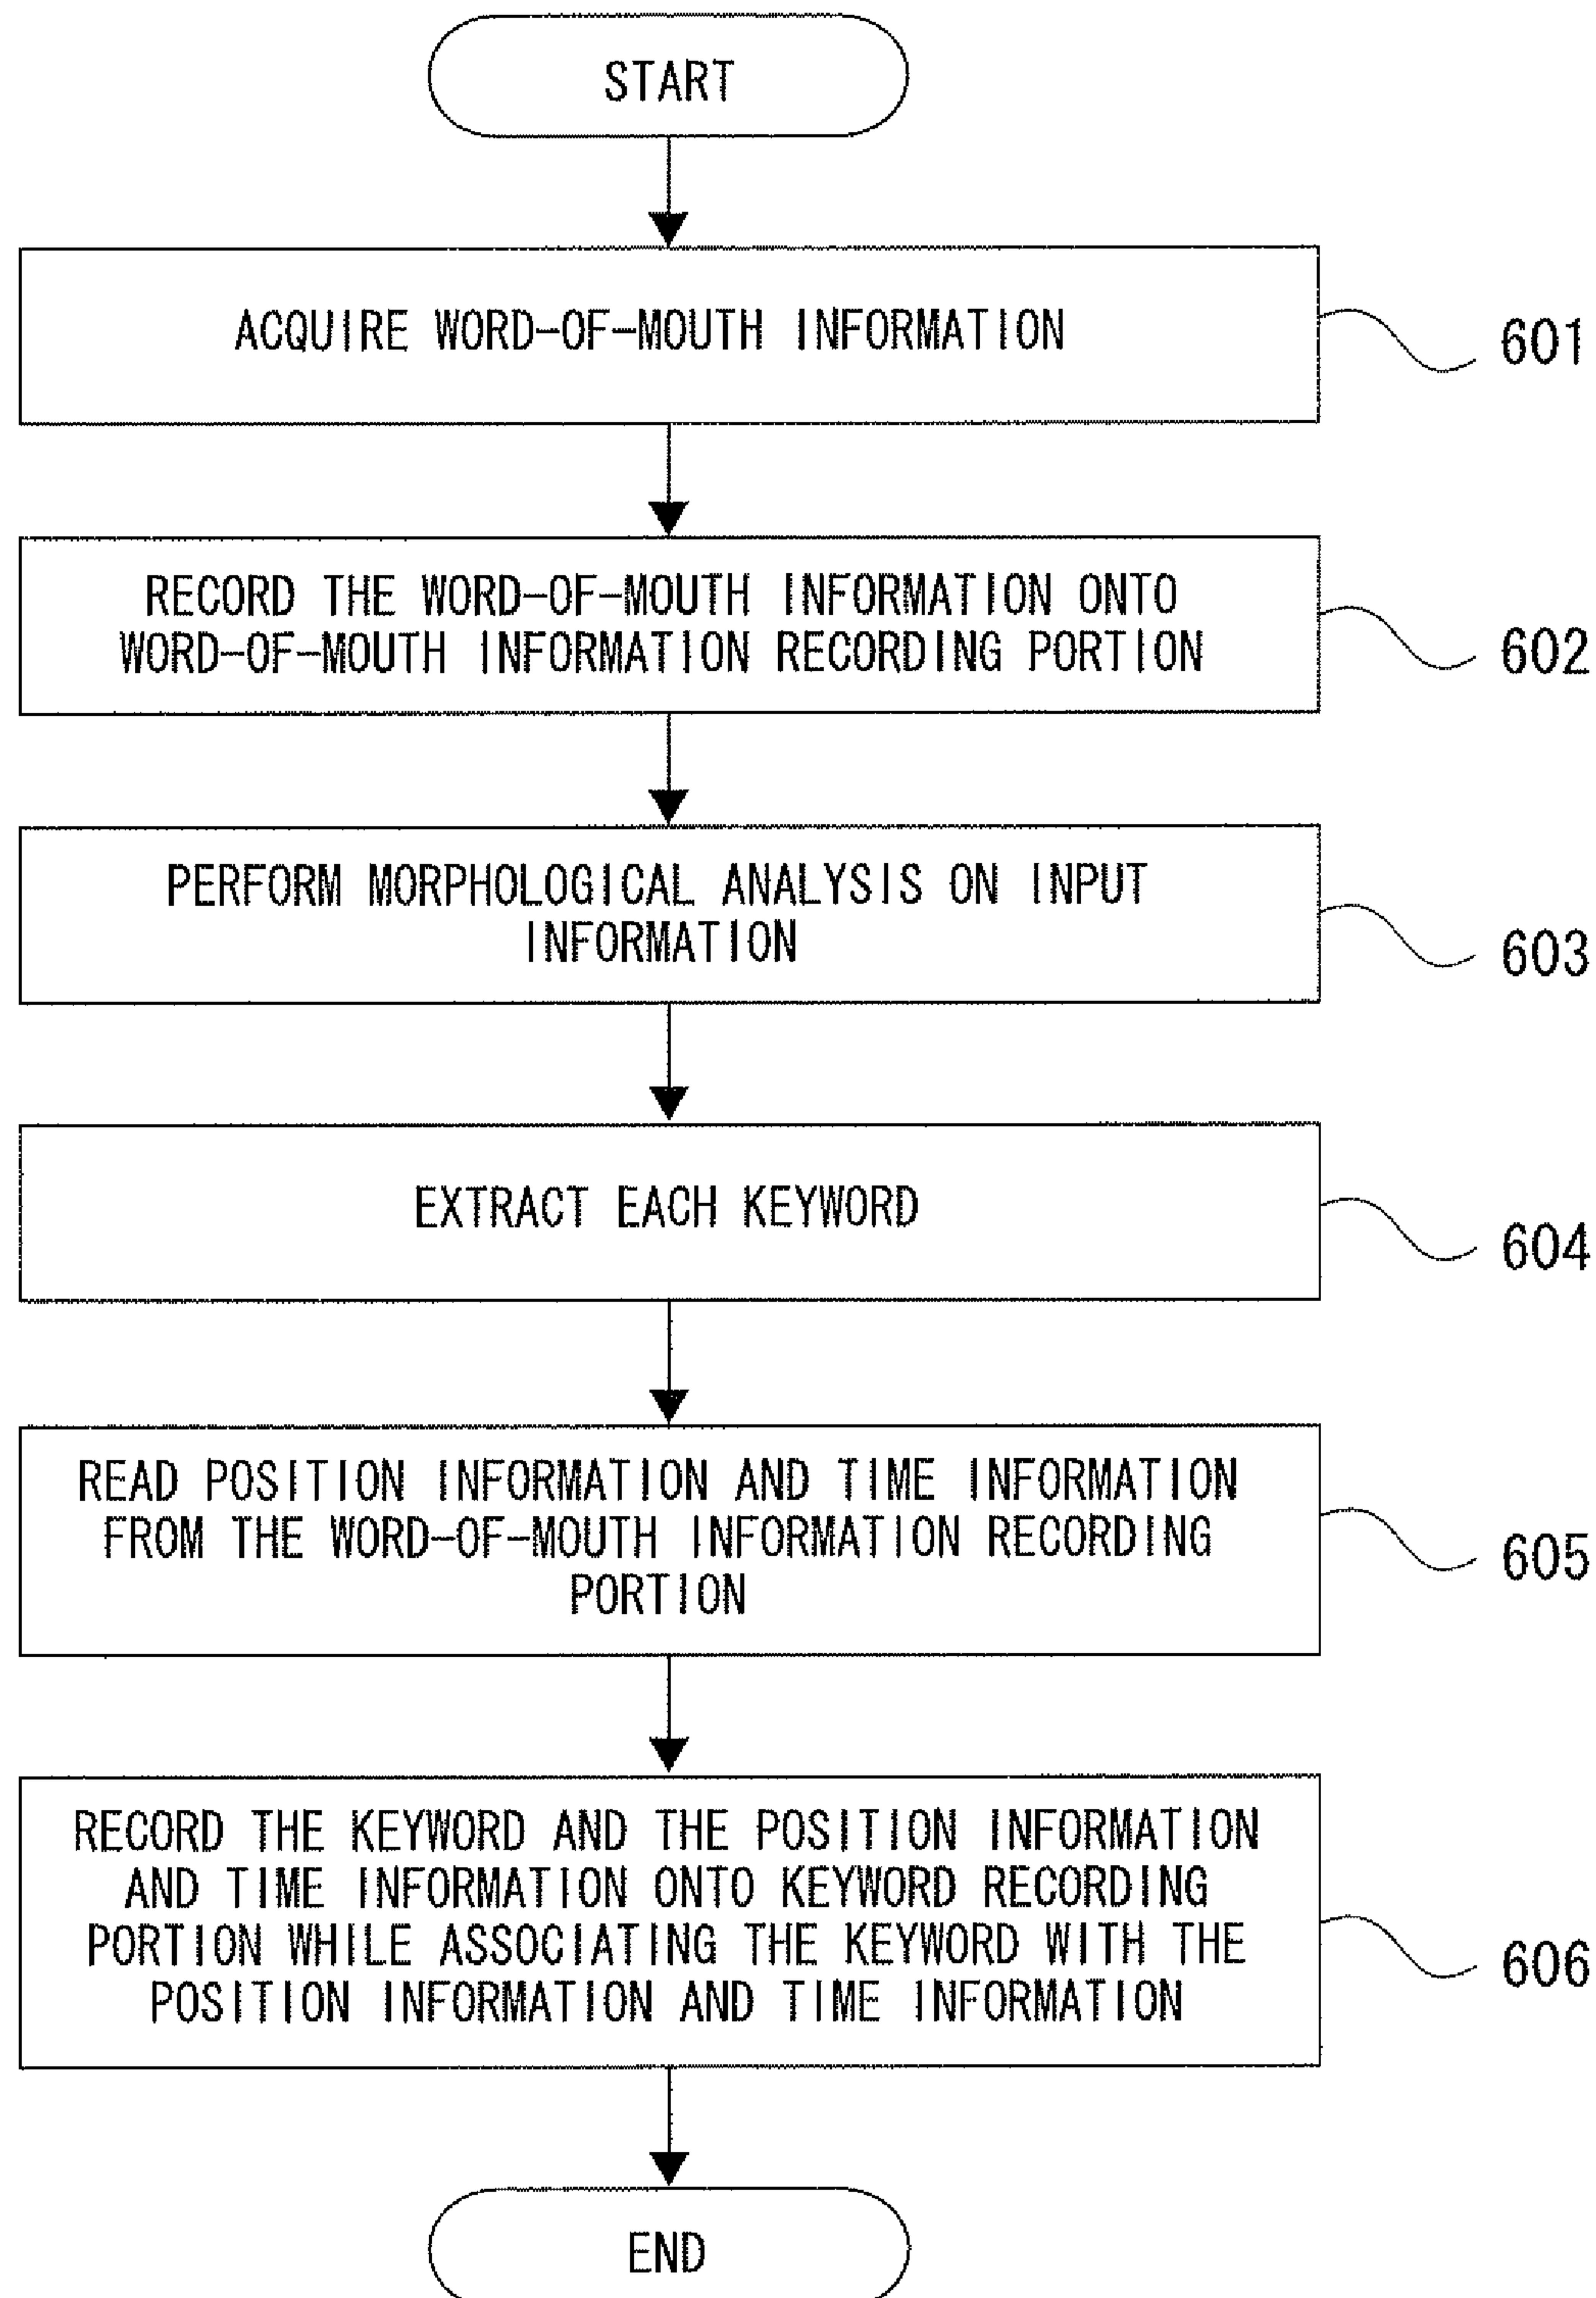 START
ACQUIRE WORD-OF-MOUTH INFORMATION
601
RECORD THE WORD-OF-MOUTH INFORMATION ONTO
WORD-OF-MOUTH INFORMATION RECORDING PORTION
602
PERFORM MORPHOLOGICAL ANALYSIS ON INPUT
INFORMATION
603
EXTRACT EACH KEYWORD
604
READ POSITION INFORMATION AND TIME INFORMATION
FROM THE WORD-OF-MOUTH INFORMATION RECORDING
PORTION
605
RECORD THE KEYWORD AND THE POSITION INFORMATION
AND TIME INFORMATION ONTO KEYWORD RECORDING
PORTION WHILE ASSOCIATING THE KEYWORD WITH THE
POSITION INFORMATION AND TIME INFORMATION
606
END